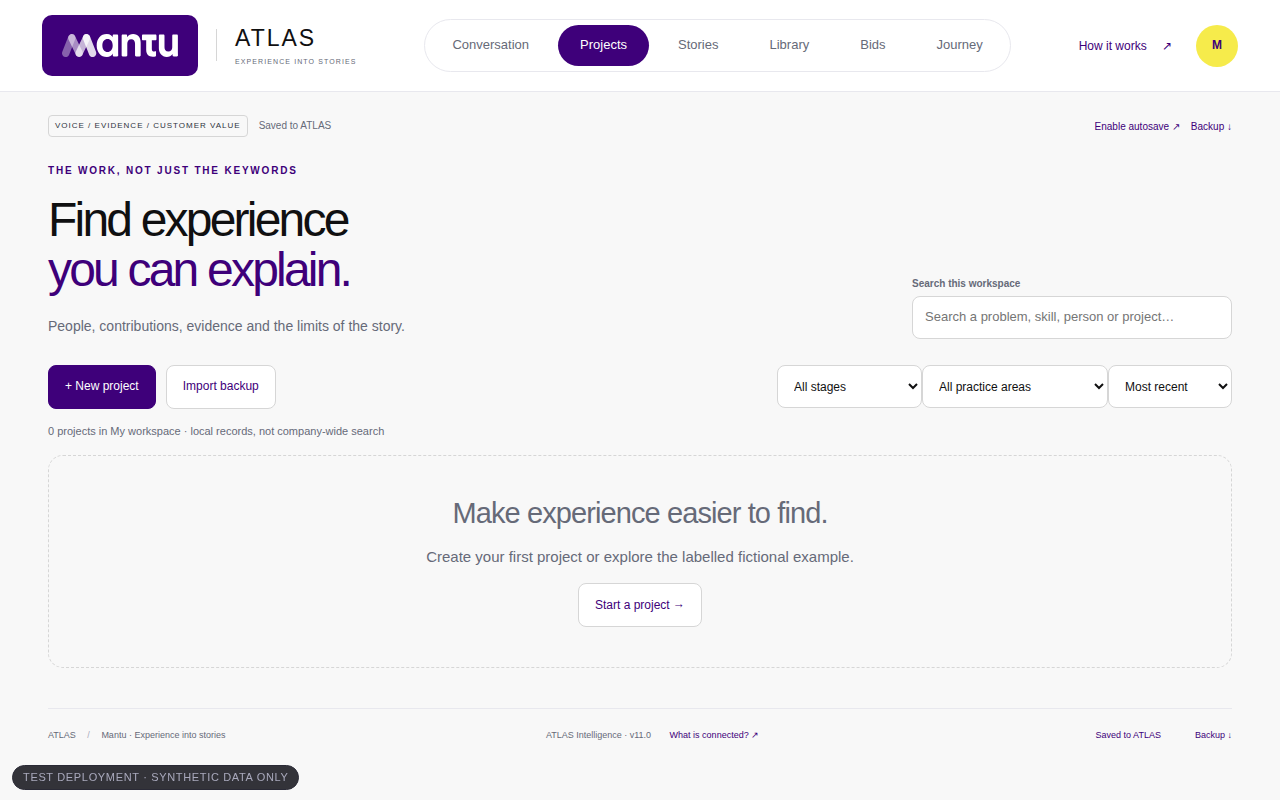 mantu
ATLAS
EXPERIENCE INTO STORIES
Conversation
Projects
Stories
Library
Bids
Journey
How it works ↗
M
VOICE / EVIDENCE / CUSTOMER VALUE
Saved to ATLAS
Enable autosave ↗
Backup ↓
THE WORK, NOT JUST THE KEYWORDS
Find experience
you can explain.
People, contributions, evidence and the limits of the story.
Search this workspace
Search a problem, skill, person or project…
+ New project
Import backup
All stages
All practice areas
Most recent
0 projects in My workspace · local records, not company-wide search
Make experience easier to find.
Create your first project or explore the labelled fictional example.
Start a project →
ATLAS / Mantu · Experience into stories
ATLAS Intelligence · v11.0
What is connected? ↗
Saved to ATLAS
Backup ↓
TEST DEPLOYMENT · SYNTHETIC DATA ONLY